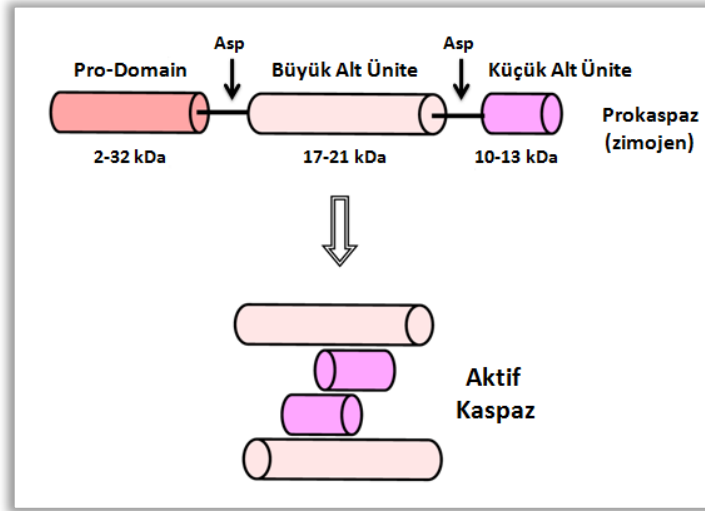 Asp
Asp
Pro-Domain
Büyük Alt Ünite
Küçük Alt Ünite
Prokaspaz
(zimojen)
2-32 kDa
17-21 kDa
10-13 kDa
Aktif
Kaspaz